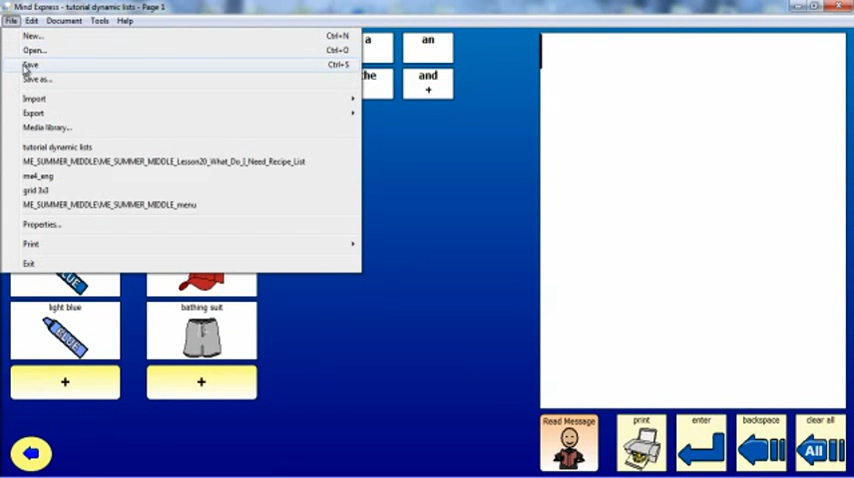 Mind Express - tutorial dynamic lists - Page 1
File Edit Document Tools Help
New... Ctrl+N
Open... Ctrl+O
Save Ctrl+S
Save as...
Import
Export
Media library...
tutorial dynamic lists
ME_SUMMER_MIDDLE\ME_SUMMER_MIDDLE_Lesson20_What_Do_I_Need_Recipe_List
me4_eng
grid 3x3
ME_SUMMER_MIDDLE\ME_SUMMER_MIDDLE_menu
Properties...
Print
Exit
a an
the and
+
BLUE
light blue bathing suit
BLUE
+ +
Read Message print enter backspace clear all
All